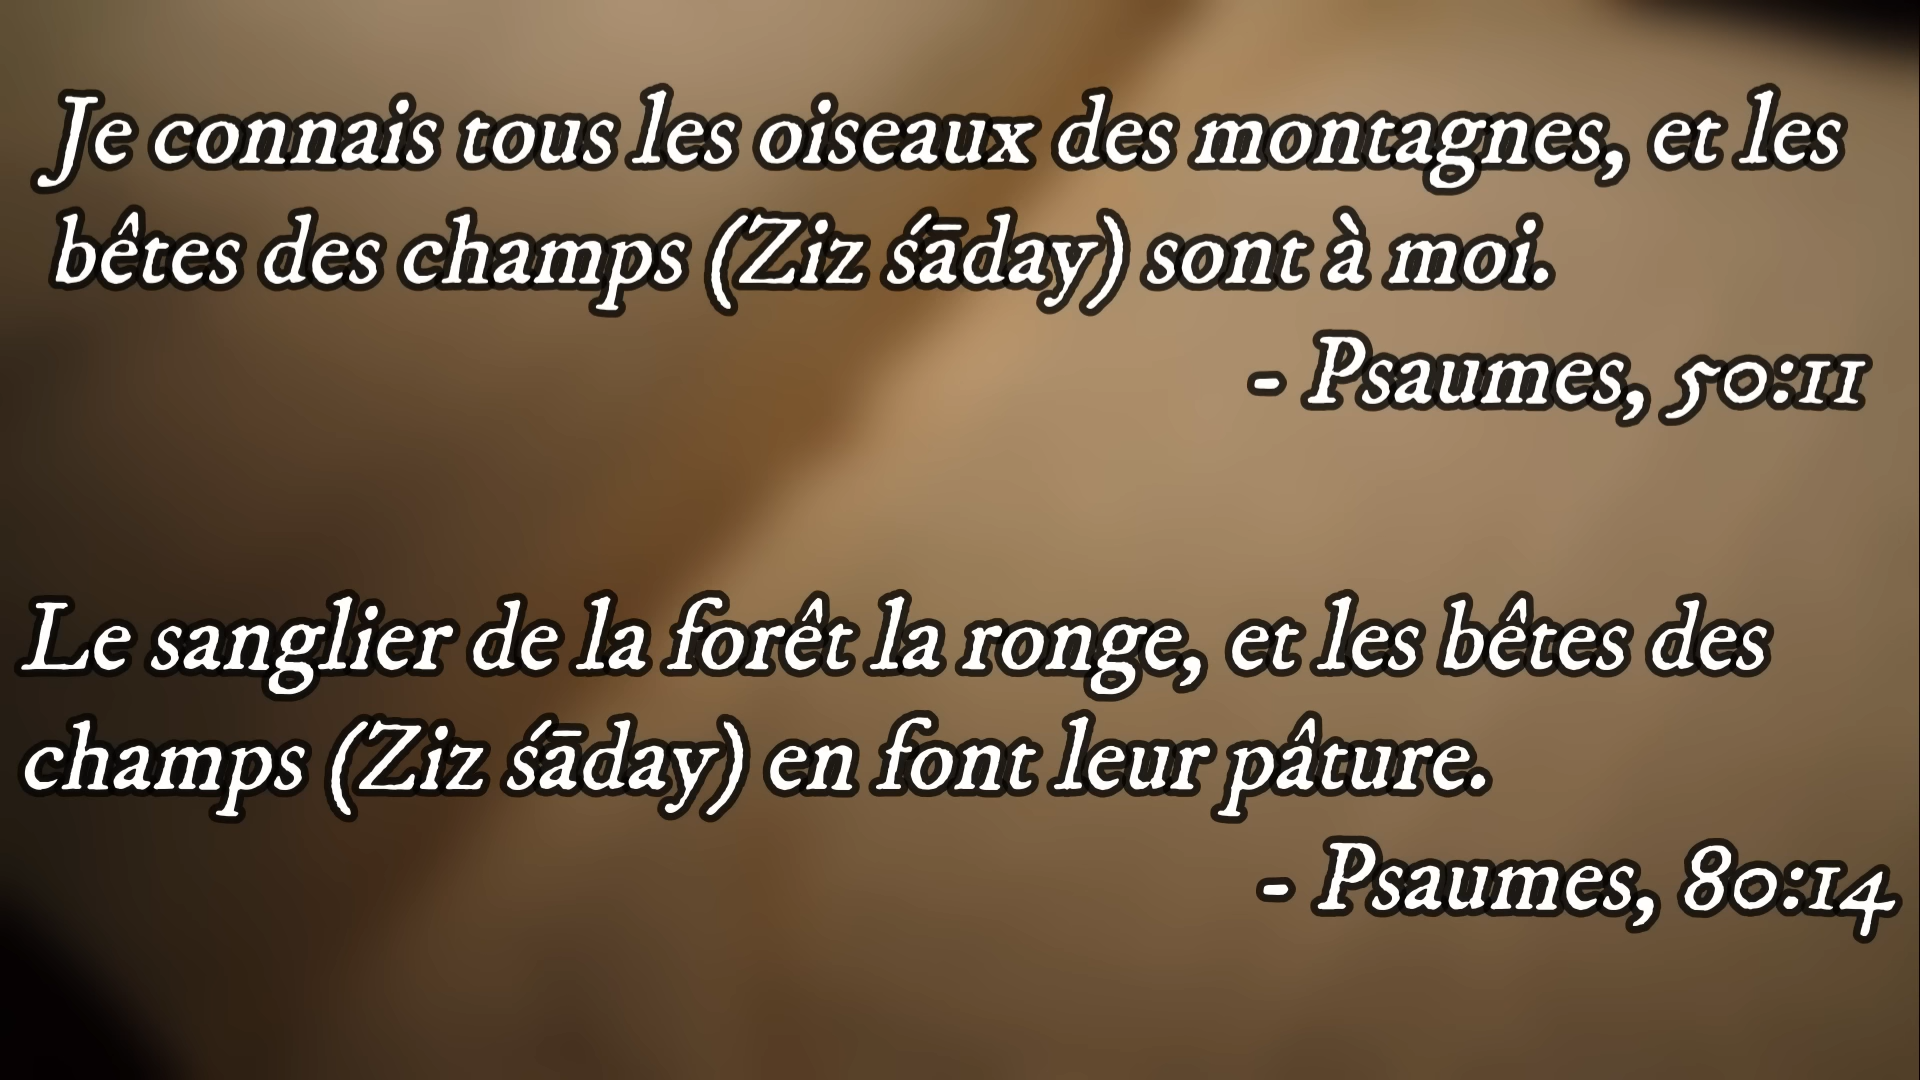 Je connais tous les oiseaux des montagnes, et les
bêtes des champs (Ziz śāday) sont à moi.
- Psaumes, 50:11
Le sanglier de la forêt la ronge, et les bêtes des
champs (Ziz śāday) en font leur pâture.
- Psaumes, 80:14